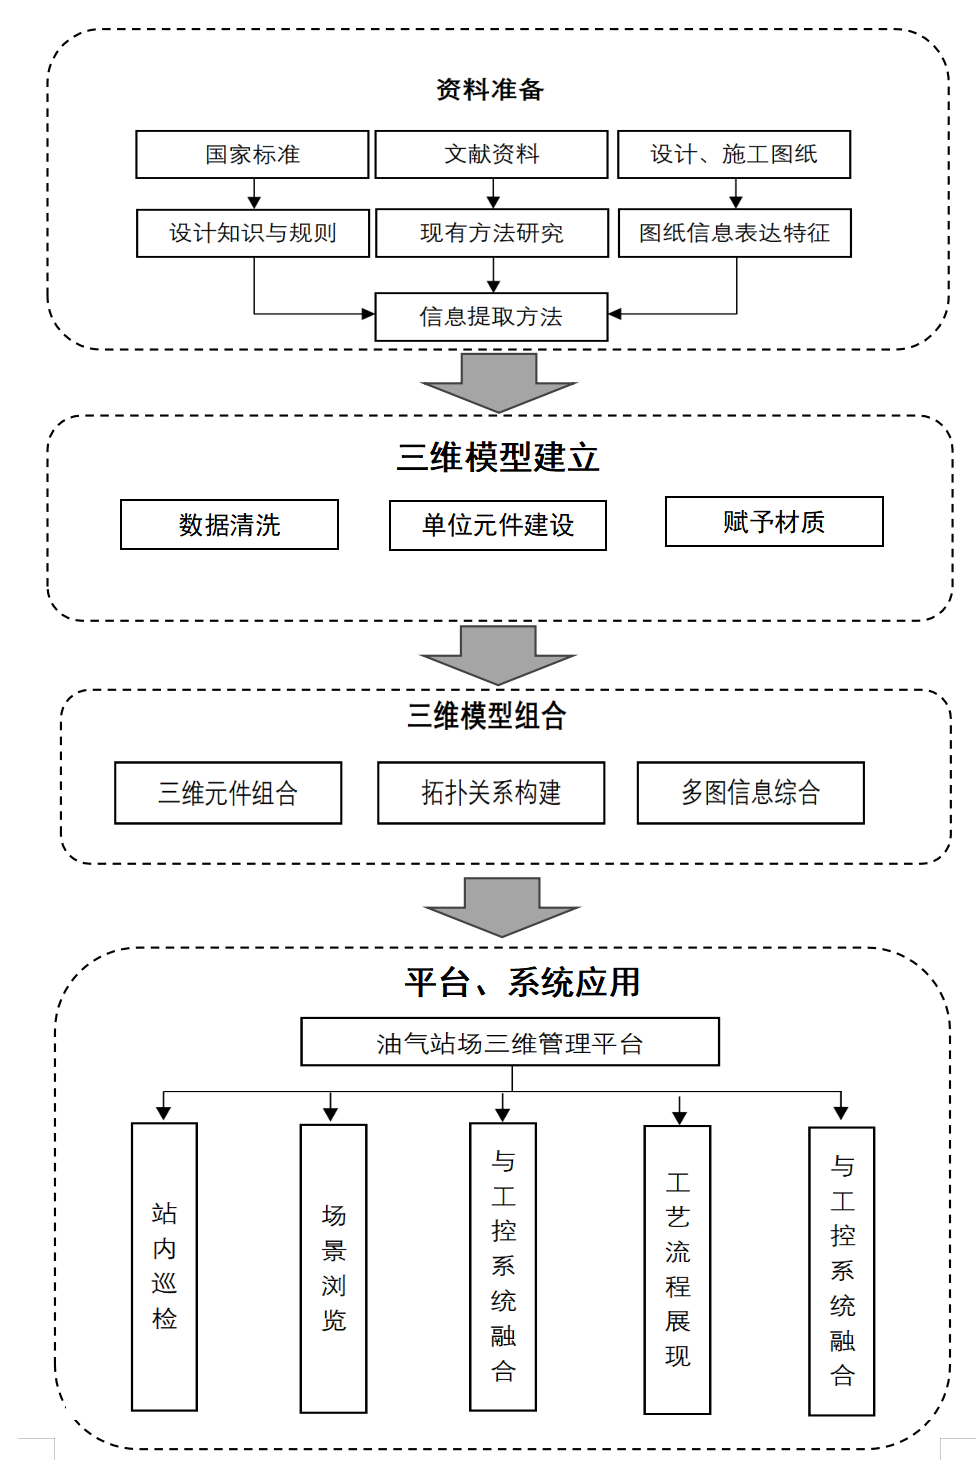 资料准备
国家标准
文献资料
设计、施工图纸
设计知识与规则
现有方法研究
图纸信息表达特征
信息提取方法
三维模型建立
数据清洗
单位元件建设
赋予材质
三维模型组合
三维元件组合
拓扑关系构建
多图信息综合
平台、系统应用
油气站场三维管理平台
站内巡检
场景浏览
与工控系统融合
工艺流程展现
与工控系统融合